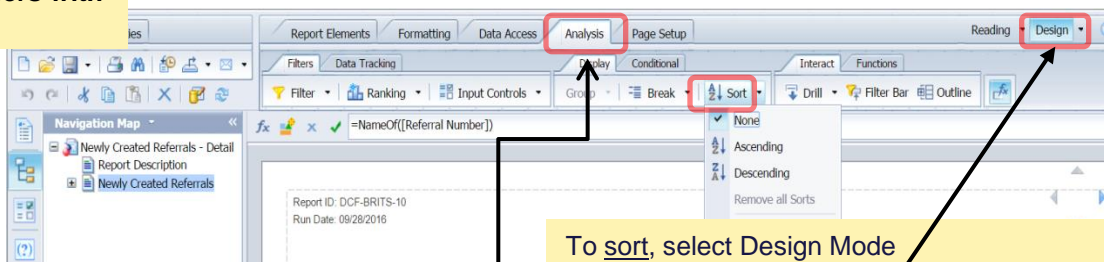 ies
Report Elements Formatting Data Access Analysis Page Setup Reading Design
Filters Data Tracking Display Conditional Interact Functions
Filter Ranking Input Controls Group Break Sort Drill Filter Bar Outline
Navigation Map
=NameOf([Referral Number])
None
Newly Created Referrals - Detail
Report Description
Newly Created Referrals
Ascending
Descending
Remove all Sorts
Report ID: DCF-BRITS-10
Run Date: 09/28/2016
To sort, select Design Mode